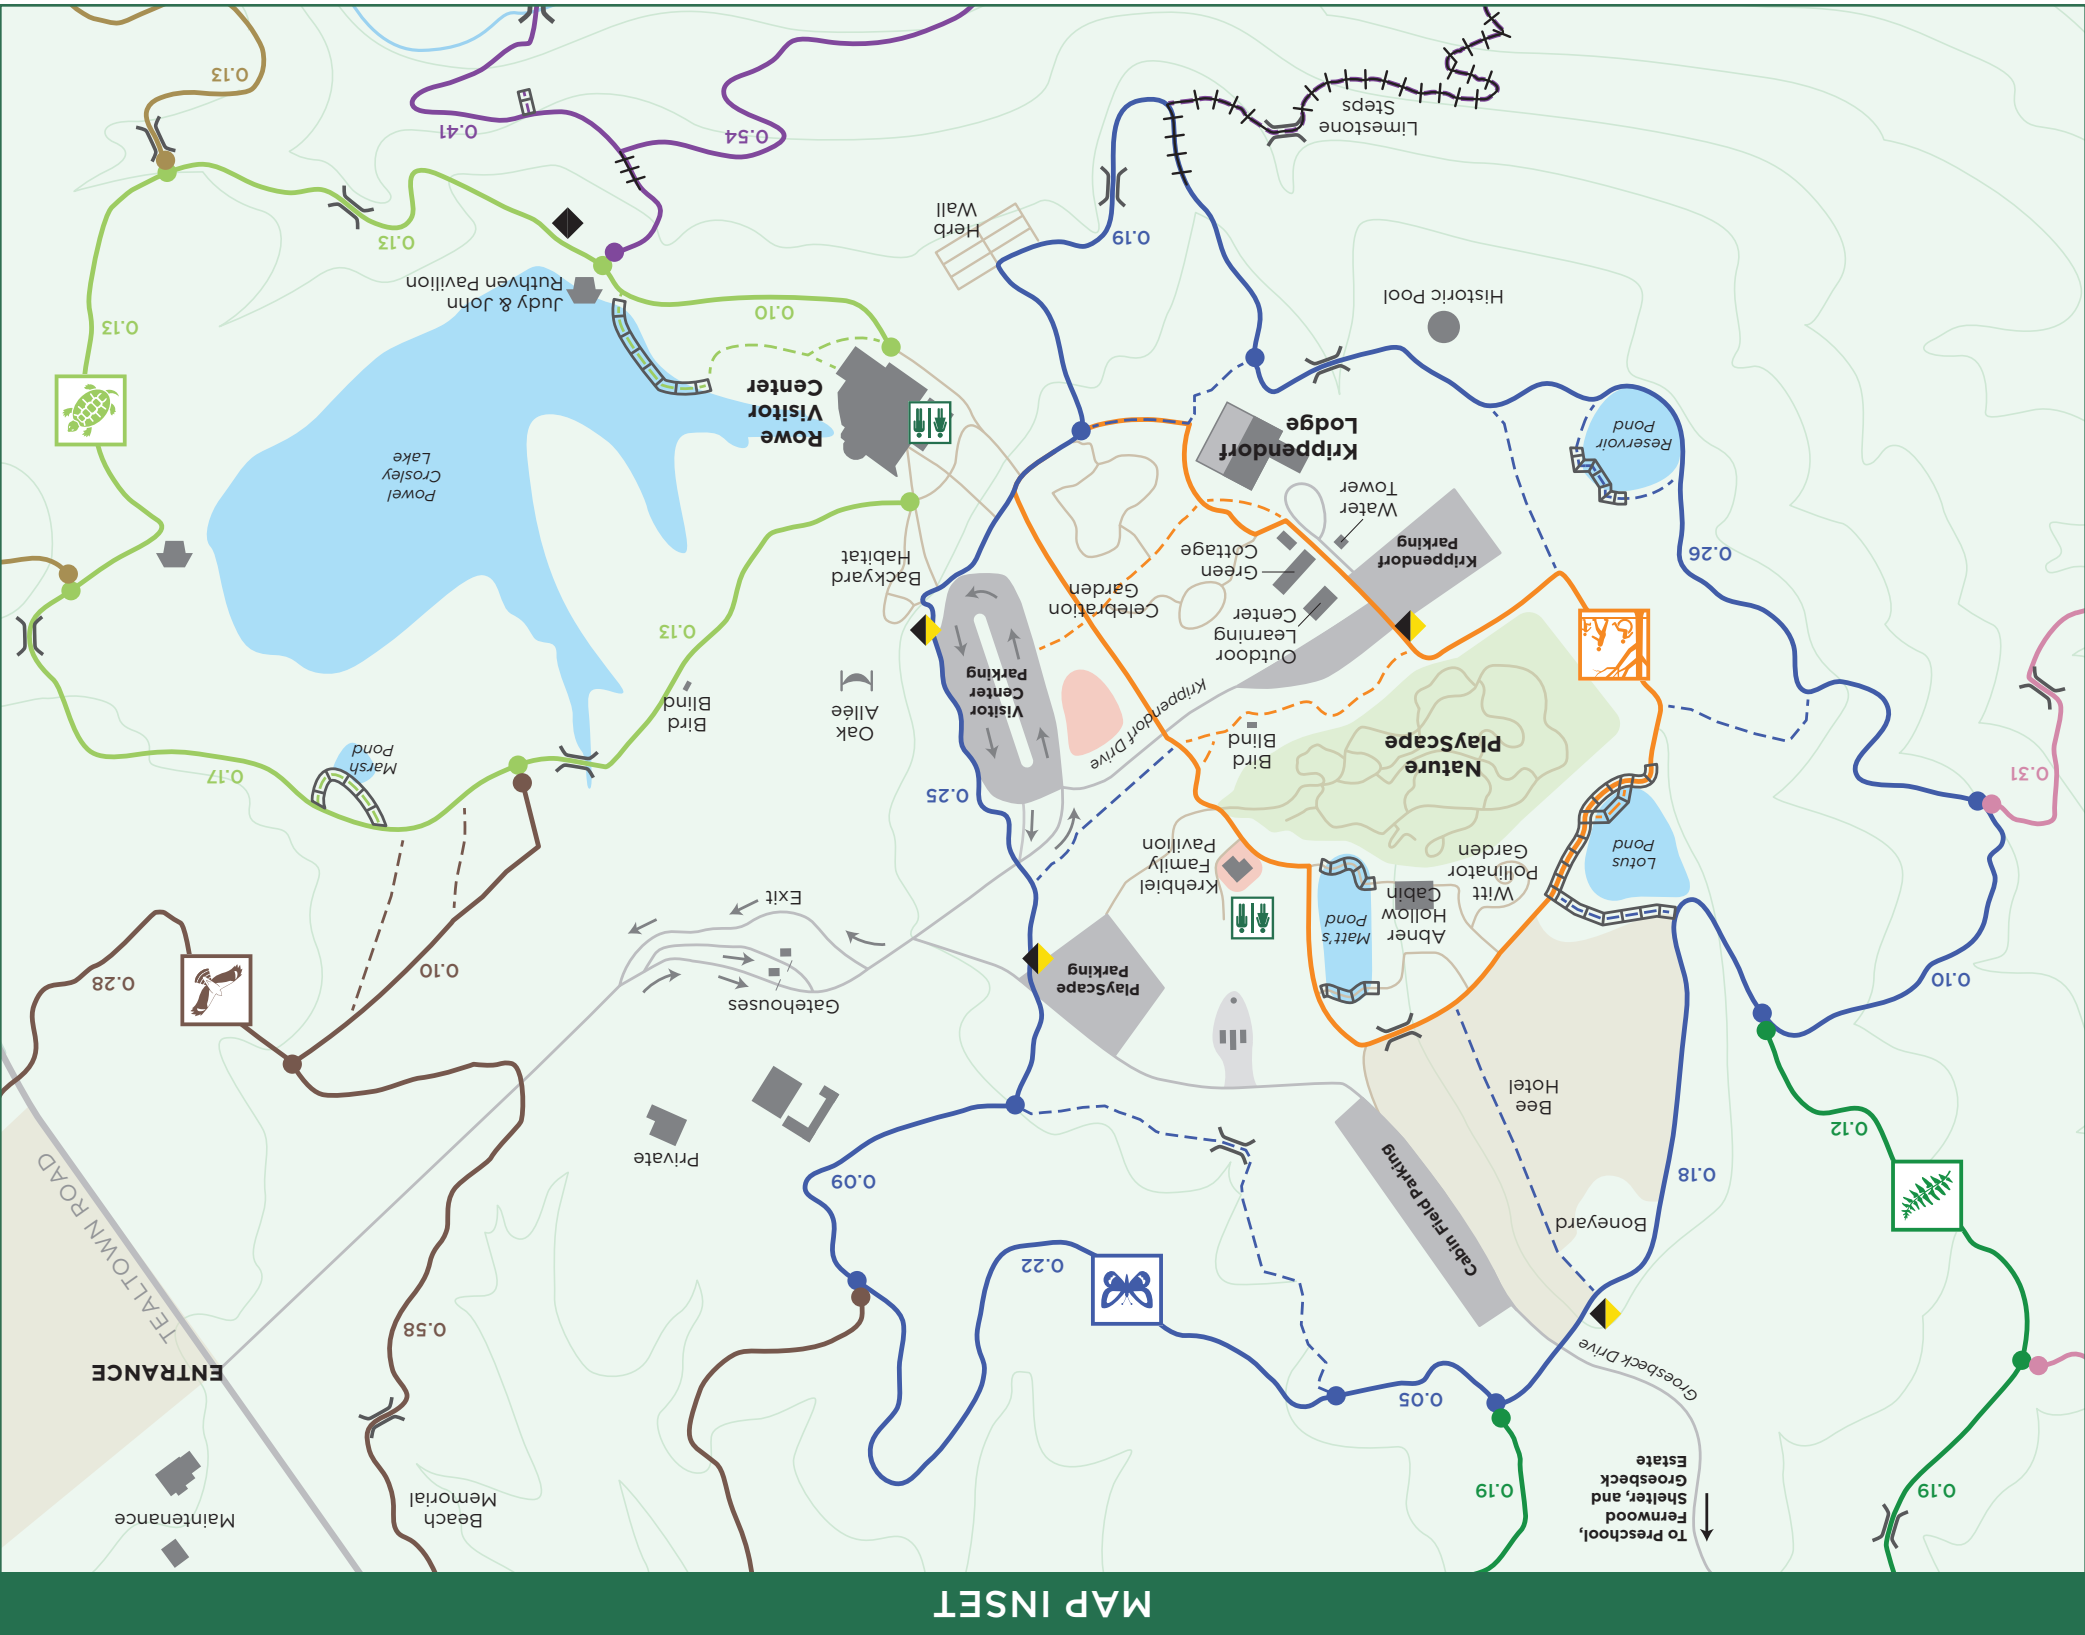 MAP INSET
To Preschool,
Fernwood
Shelter, and
Groesbeck
Estate
Maintenance
Beach
Memorial
0.19
0.19
0.05
Groesbeck Drive
ENTRANCE
TEALTOWN ROAD
0.58
0.22
Boneyard
Cabin Field Parking
0.18
0.09
Private
0.12
Bee
Hotel
0.10
Gatehouses
PlayScape
Parking
0.28
0.10
Exit
Matt's
Pond
Abner
Hollow
Cabin
Witt
Pollinator
Garden
Krehbiel
Family
Pavilion
Lotus
Pond
0.25
0.17
0.31
Nature
PlayScape
Bird
Blind
Krippendorf Drive
Marsh
Pond
Oak
Allée
Bird
Blind
Visitor
Center
Parking
Outdoor
Learning
Center
0.13
Celebration
Garden
Green
Cottage
Krippendorf
Parking
0.26
Backyard
Habitat
Water
Tower
Powel
Crosley
Lake
Krippendorf
Lodge
Reservoir
Pond
Rowe
Visitor
Center
0.13
0.10
Historic Pool
Judy & John
Ruthven Pavilion
0.13
Herb
Wall
0.19
0.41
0.54
Limestone
Steps
0.13